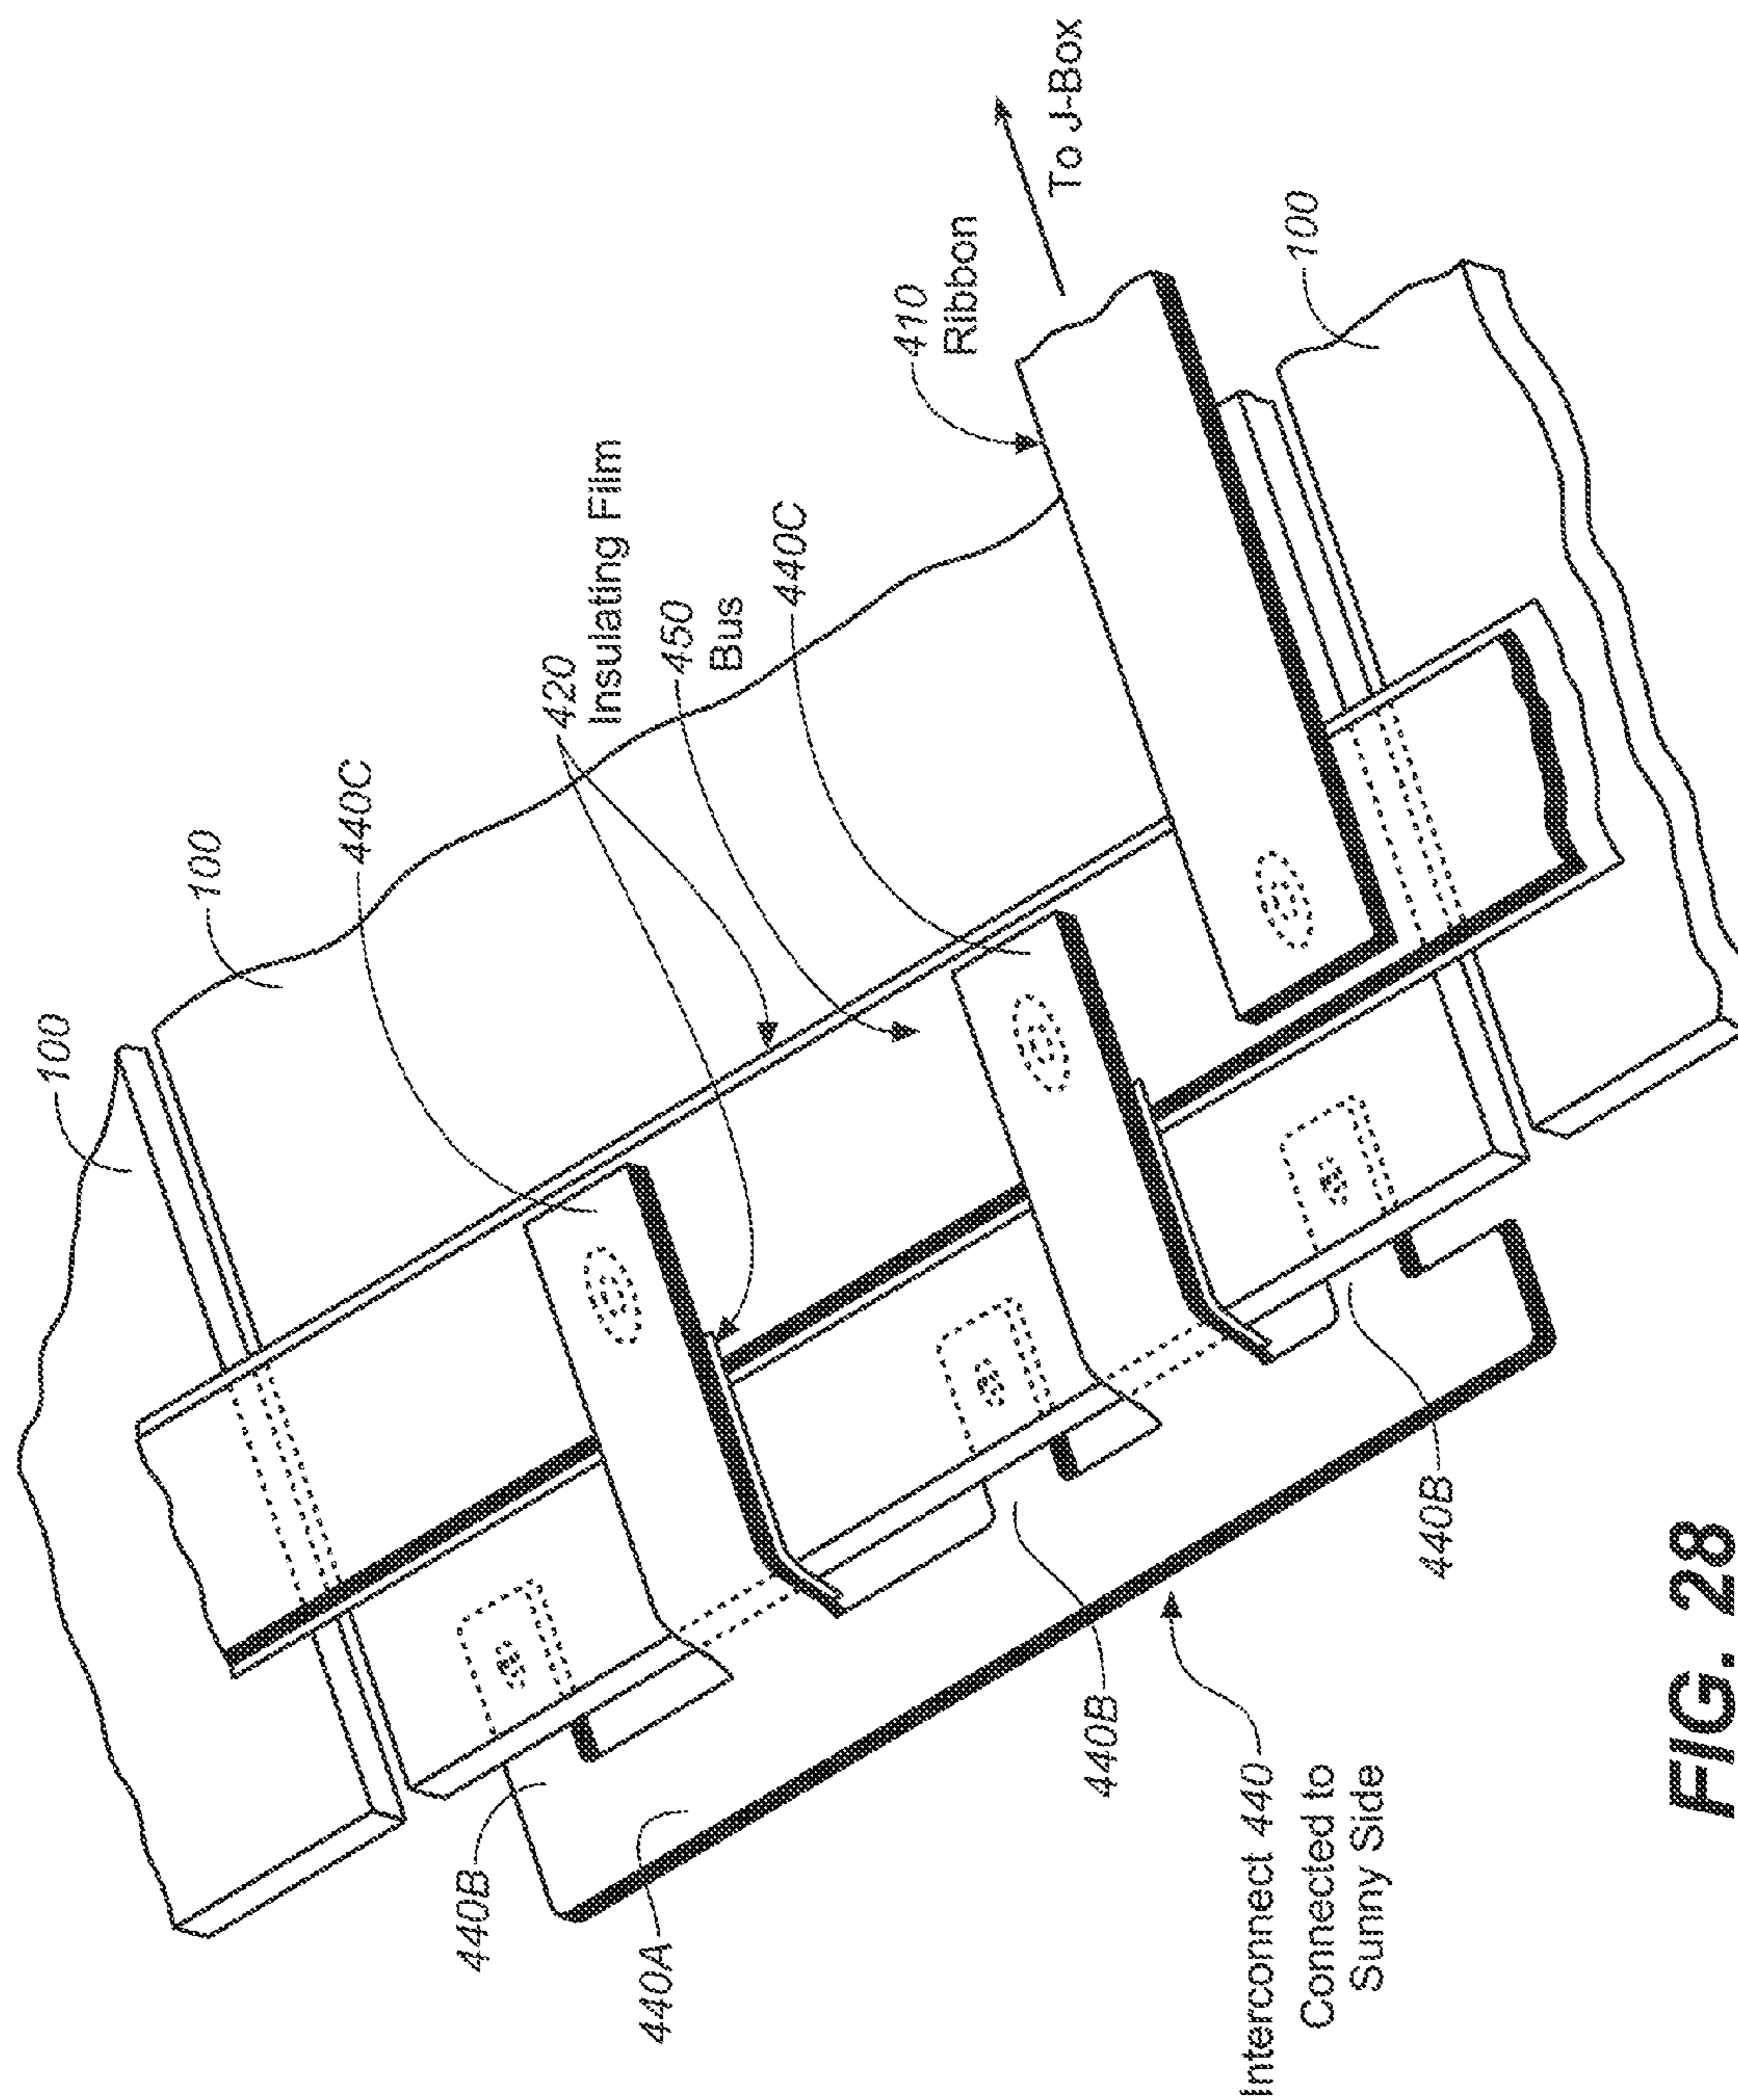 100
100
440C
420
Insulating Film
450
Bus
440C
410
Ribbon
To J-Box
100
440B
440A
440B
440B
Interconnect 440
Connected to
Sunny Side
FIG. 28